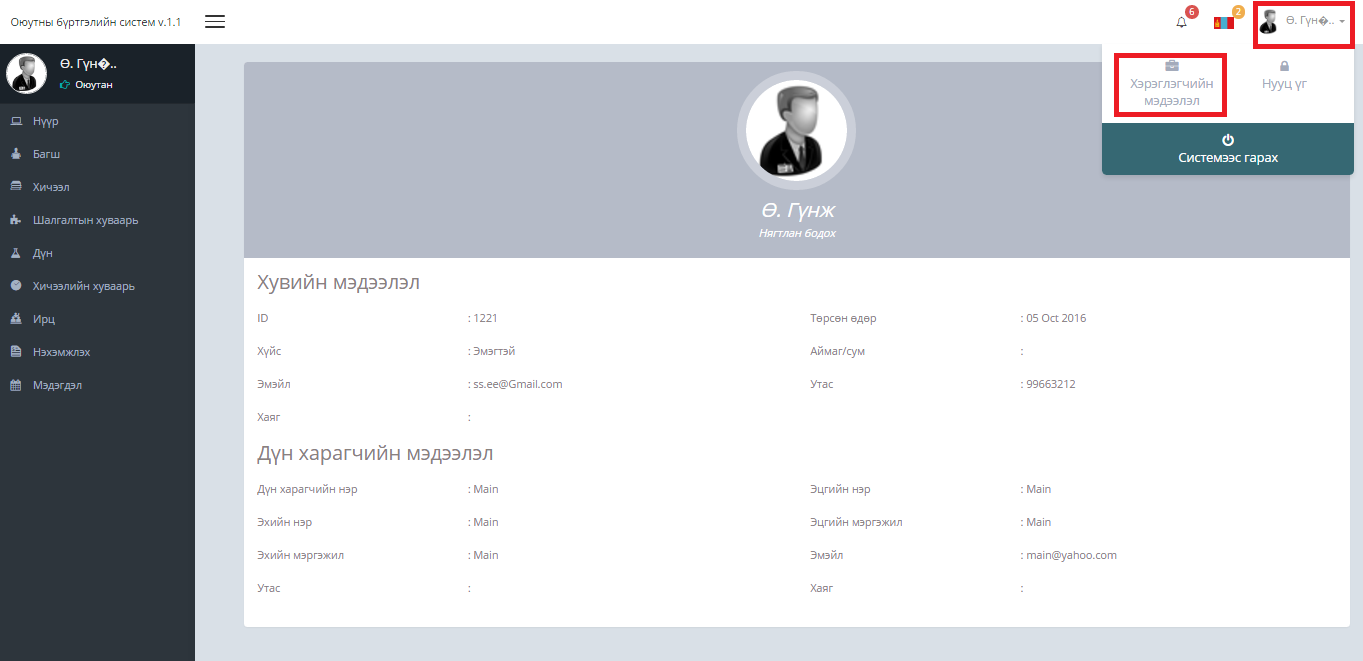 Оюутны бүртгэлийн систем v.1.1
6
2
Ө. Гүн�..
Ө. Гүн�..
Оюутан
Хэрэглэгчийн
мэдээлэл
Нууц үг
Системээс гарах
Нүүр
Багш
Хичээл
Шалгалтын хуваарь
Дүн
Хичээлийн хуваарь
Ирц
Нэхэмжлэх
Мэдэгдэл
Ө. Гүнж
Нягтлан бодох
Хувийн мэдээлэл
ID : 1221 Төрсөн өдөр : 05 Oct 2016
Хүйс : Эмэгтэй Аймаг/сум :
Эмэйл : ss.ee@Gmail.com Утас : 99663212
Хаяг :
Дүн харагчийн мэдээлэл
Дүн харагчийн нэр : Main Эцгийн нэр : Main
Эхийн нэр : Main Эцгийн мэргэжил : Main
Эхийн мэргэжил : Main Эмэйл : main@yahoo.com
Утас : Хаяг :